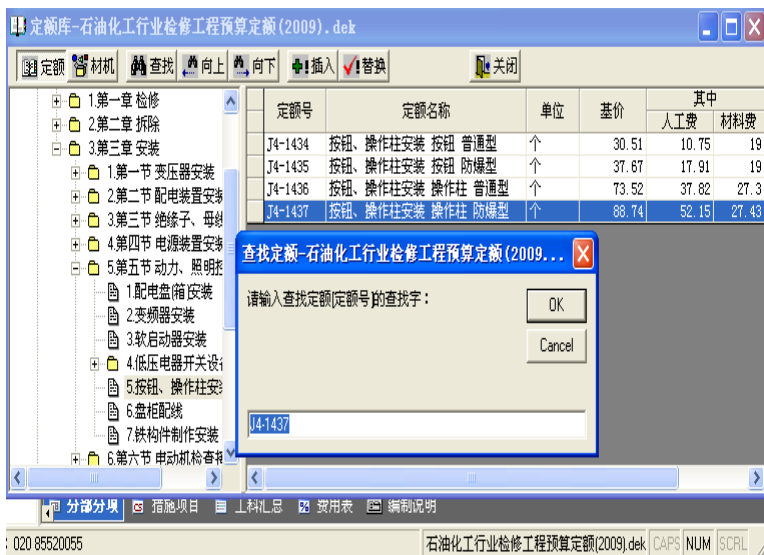 定额库-石油化工行业检修工程预算定额(2009).dek
定额 材机 查找 向上 向下 插入 替换 关闭
1.第一章 检修
2.第二章 拆除
3.第三章 安装
1.第一节 变压器安装
2.第二节 配电装置安装
3.第三节 绝缘子、母线
4.第四节 电源装置安装
5.第五节 动力、照明控
1.配电盘(箱)安装
2.变频器安装
3.软启动器安装
4.低压电器开关设备
5.按钮、操作柱安装
6.盘柜配线
7.铁构件制作安装
6.第六节 电动机检查接
定额号 定额名称 单位 基价 其中
人工费 材料费
J4-1434 按钮、操作柱安装 按钮 普通型 个 30.51 10.75 19
J4-1435 按钮、操作柱安装 按钮 防爆型 个 37.67 17.91 19
J4-1436 按钮、操作柱安装 操作柱 普通型 个 73.52 37.82 27.3
J4-1437 按钮、操作柱安装 操作柱 防爆型 个 88.74 52.15 27.43
查找定额-石油化工行业检修工程预算定额(2009...
请输入查找定额[定额号]的查找字：
OK
Cancel
J4-1437
分部分项 措施项目 工料汇总 费用表 编制说明
: 020 85520055 石油化工行业检修工程预算定额(2009).dek CAPS NUM SCRL